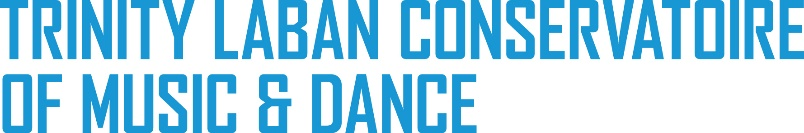 TRINITY LABAN CONSERVATOIRE
OF MUSIC & DANCE